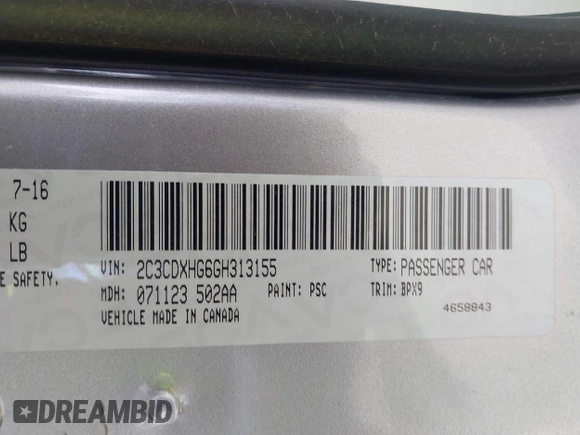 7-16
KG
LB
E SAFETY,
VIN: 2C3CDXHG6GH313155 TYPE: PASSENGER CAR
MDH: 071123 502AA PAINT: PSC TRIM: BPX9
VEHICLE MADE IN CANADA 4658843
DREAMBID